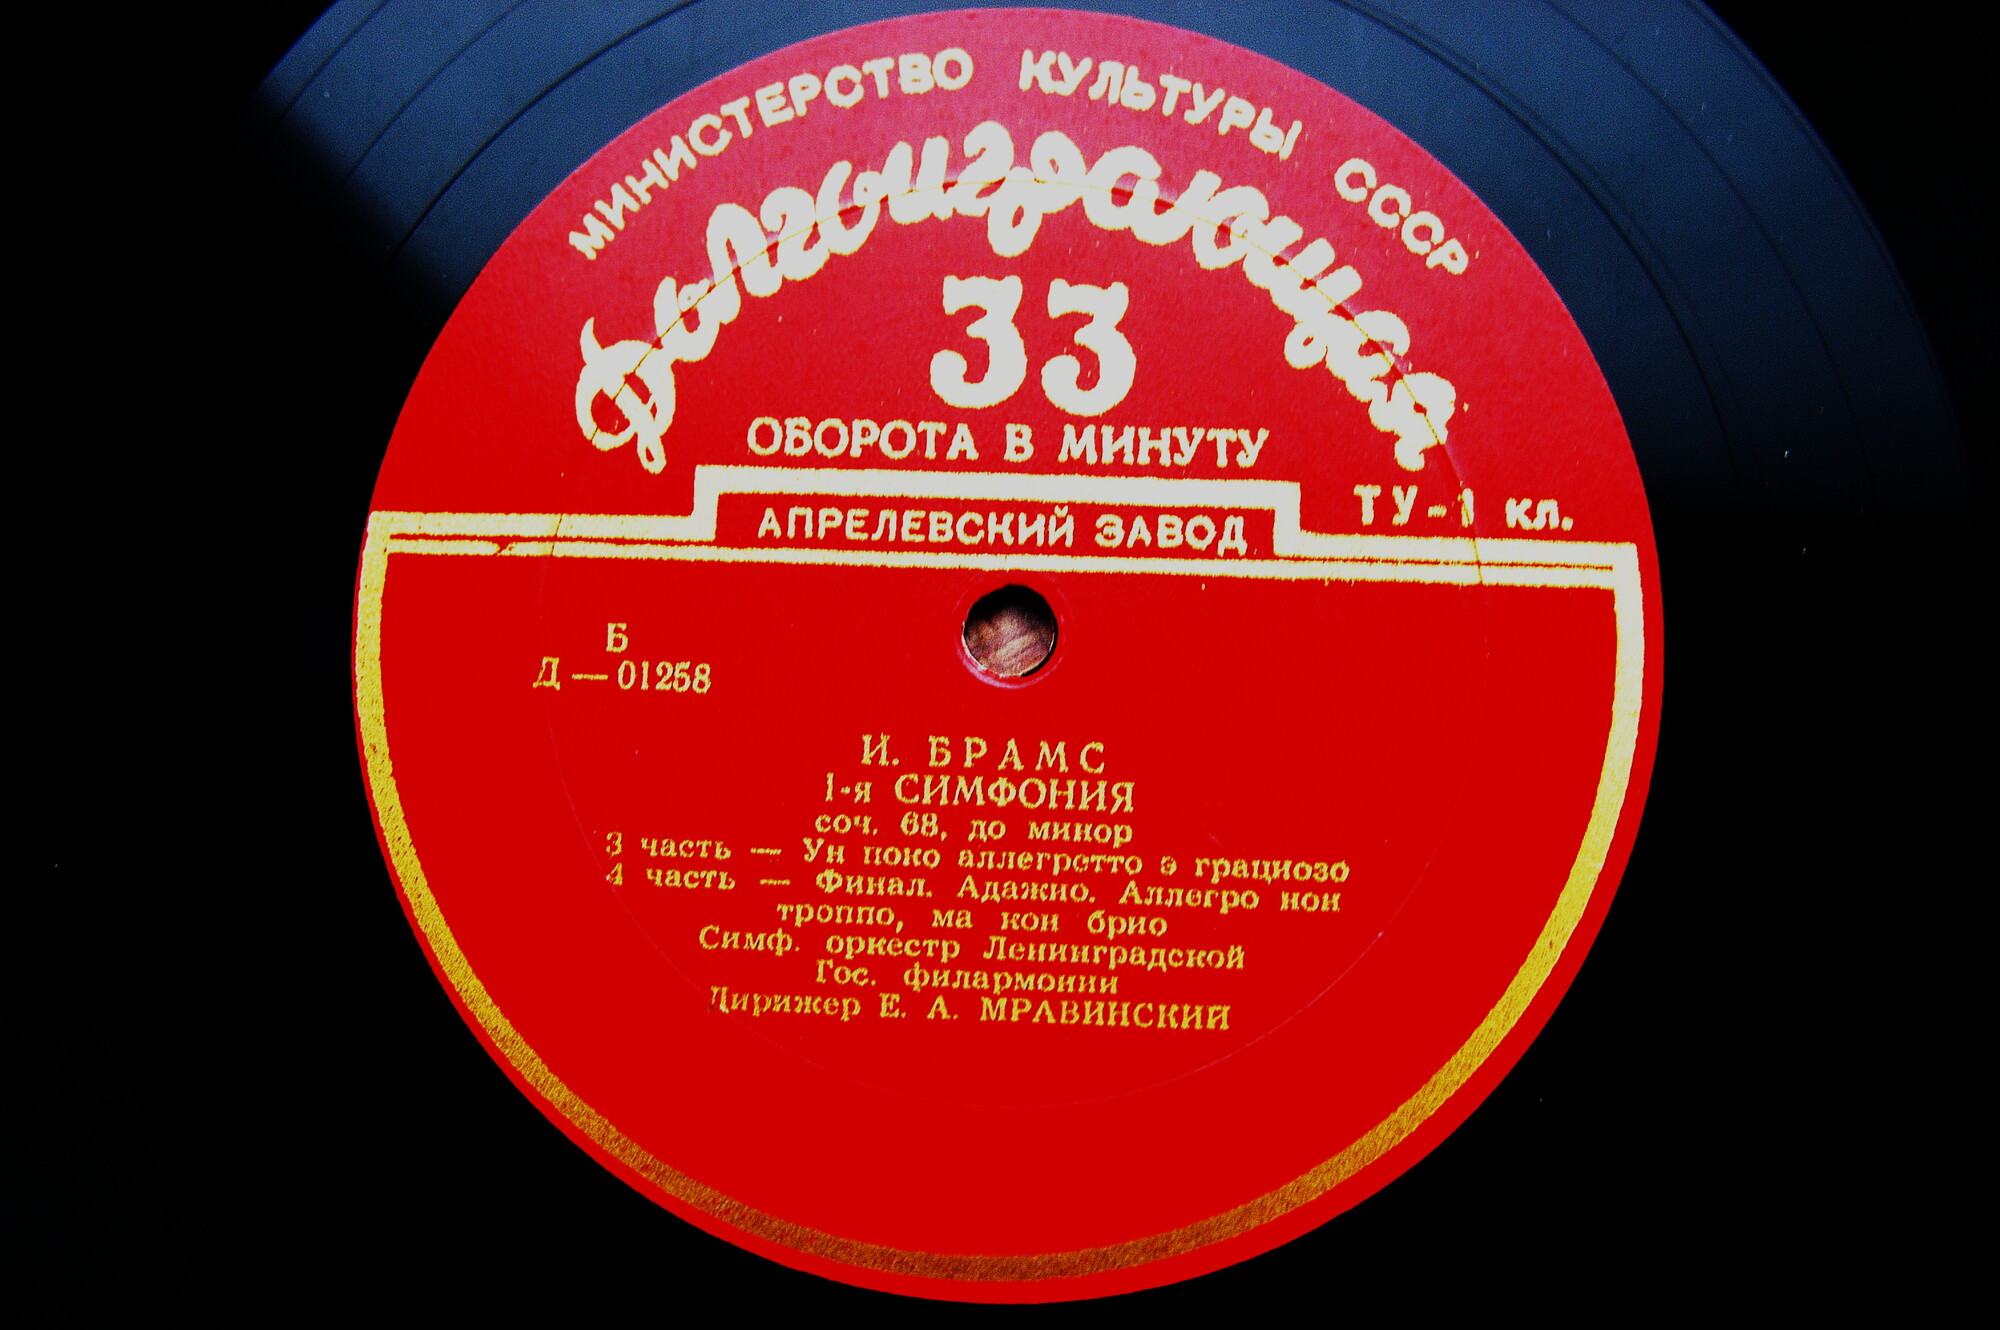 МИНИСТЕРСТВО КУЛЬТУРЫ СССР
Долгоиграющая
33
ОБОРОТА В МИНУТУ
ТУ-1 кл.
АПРЕЛЕВСКИЙ ЗАВОД
Б
Д — 01258
И. БРАМС
1-я СИМФОНИЯ
соч. 68, до минор
3 часть — Ун поко аллегретто э грациозо
4 часть — Финал. Адажио. Аллегро нон
троппо, ма кон брио
Симф. оркестр Ленинградской
Гос. филармонии
Дирижер Е. А. МРАВИНСКИЙ